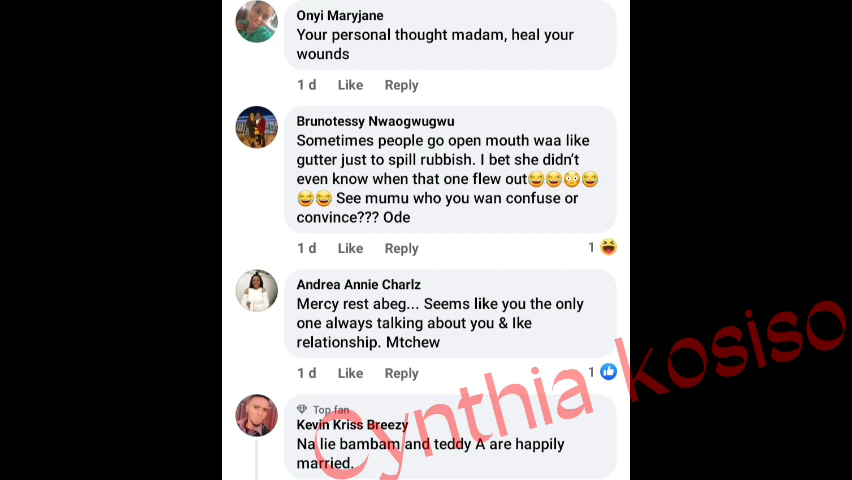 Onyi Maryjane
Your personal thought madam, heal your
wounds
1 d Like Reply
Brunotessy Nwaogwugwu
Sometimes people go open mouth waa like
gutter just to spill rubbish. I bet she didn't
even know when that one flew out😂😂😳😂
😂😂 See mumu who you wan confuse or
convince??? Ode
1 d Like Reply 1
Andrea Annie Charlz
Mercy rest abeg... Seems like you the only
one always talking about you & Ike
relationship. Mtchew
1 d Like Reply 1
Top fan
Kevin Kriss Breezy
Na lie bambam and teddy A are happily
married.
Cynthia kosiso